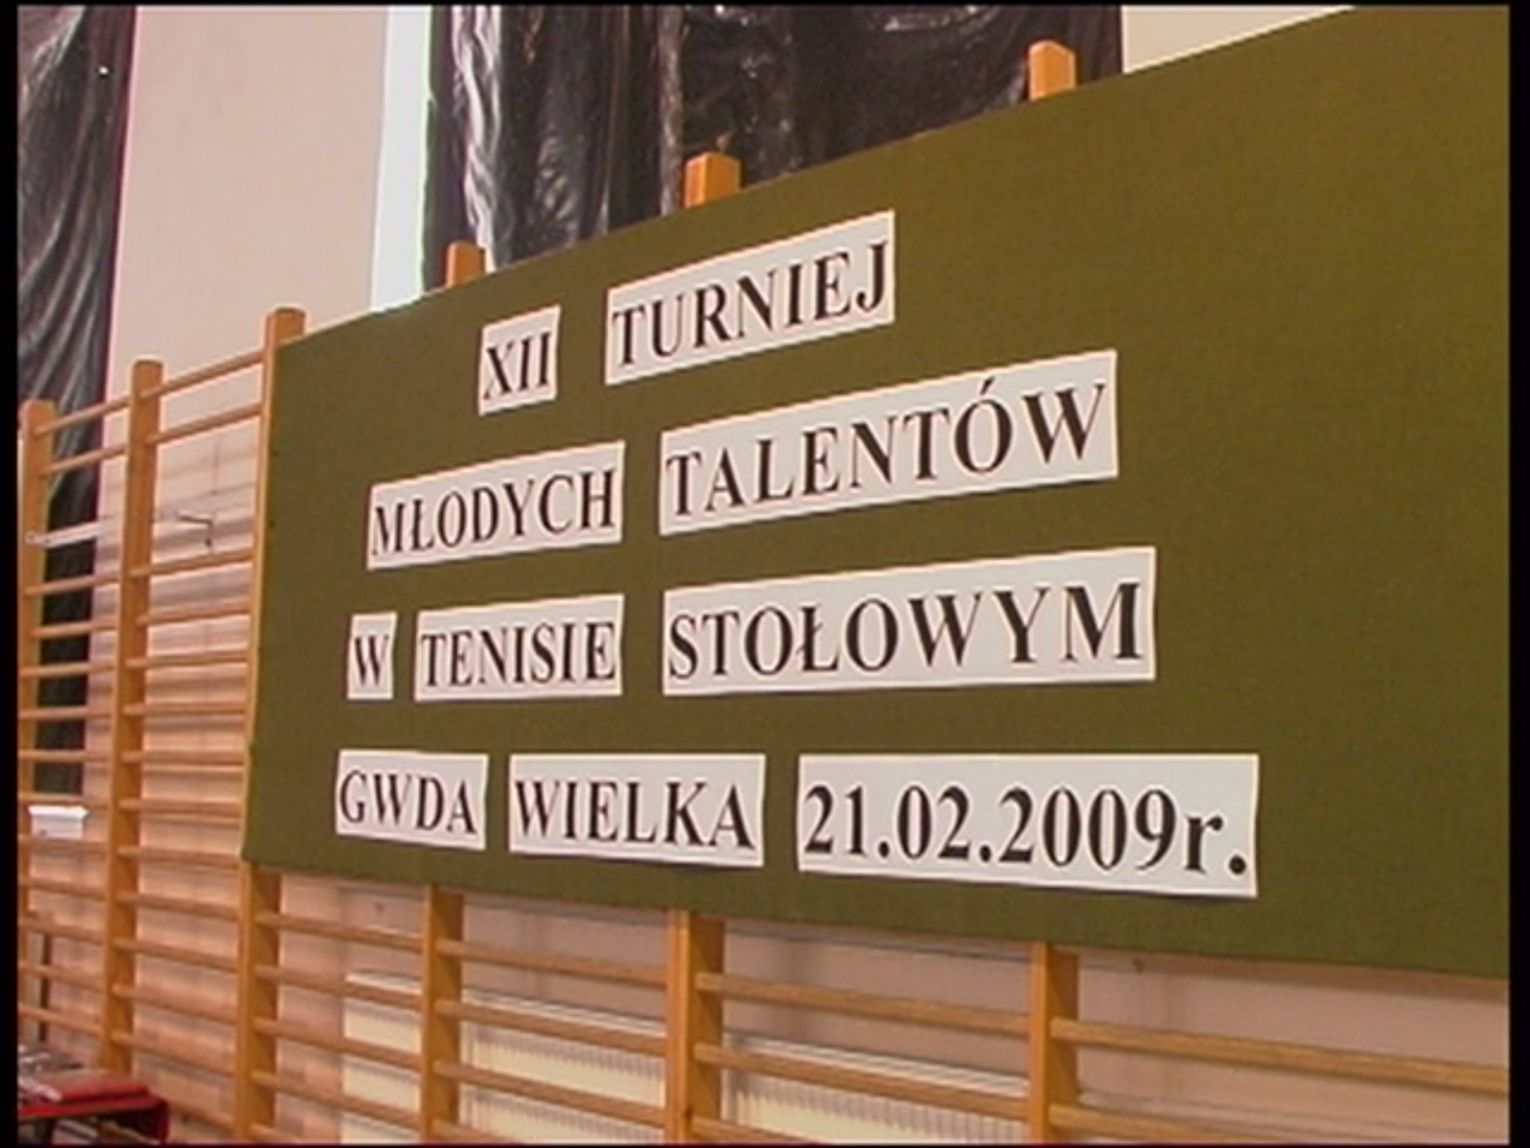 XII TURNIEJ
MŁODYCH TALENTÓW
W TENISIE STOŁOWYM
GWDA WIELKA 21.02.2009r.